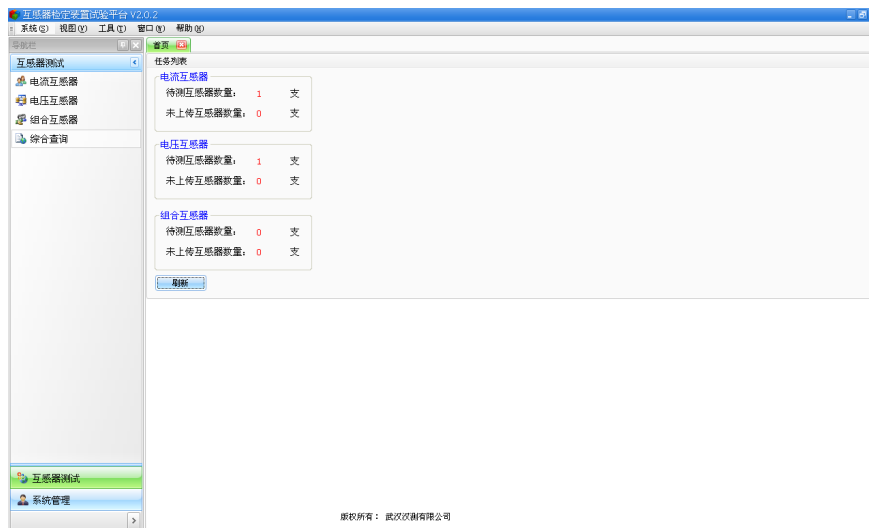 互感器检定装置试验平台 V2.0.2
系统(S) 视图(V) 工具(T) 窗口(W) 帮助(H)
导航栏
首页
互感器测试
电流互感器
电压互感器
组合互感器
综合查询
任务列表
电流互感器
待测互感器数量： 1 支
未上传互感器数量： 0 支
电压互感器
待测互感器数量： 1 支
未上传互感器数量： 0 支
组合互感器
待测互感器数量： 0 支
未上传互感器数量： 0 支
刷新
互感器测试
系统管理
版权所有： 武汉汉测有限公司